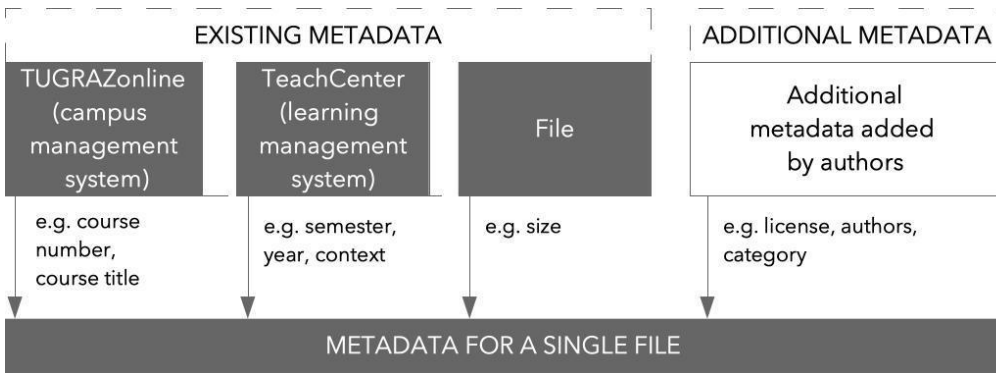 EXISTING METADATA
ADDITIONAL METADATA
TUGRAZonline
(campus
management
system)
TeachCenter
(learning
management
system)
File
Additional
metadata added
by authors
e.g. course
number,
course title
e.g. semester,
year, context
e.g. size
e.g. license, authors,
category
METADATA FOR A SINGLE FILE